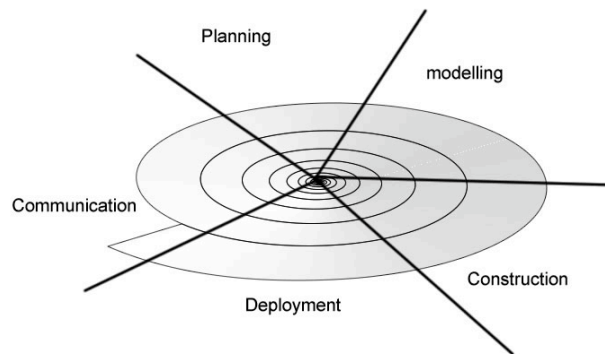 Planning
modelling
Communication
Construction
Deployment